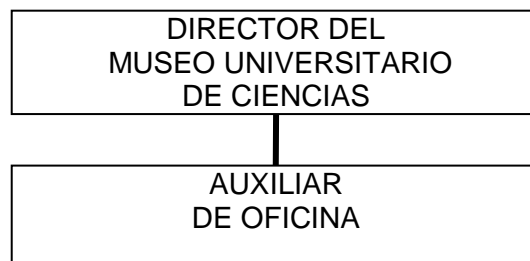 DIRECTOR DEL
MUSEO UNIVERSITARIO
DE CIENCIAS
AUXILIAR
DE OFICINA